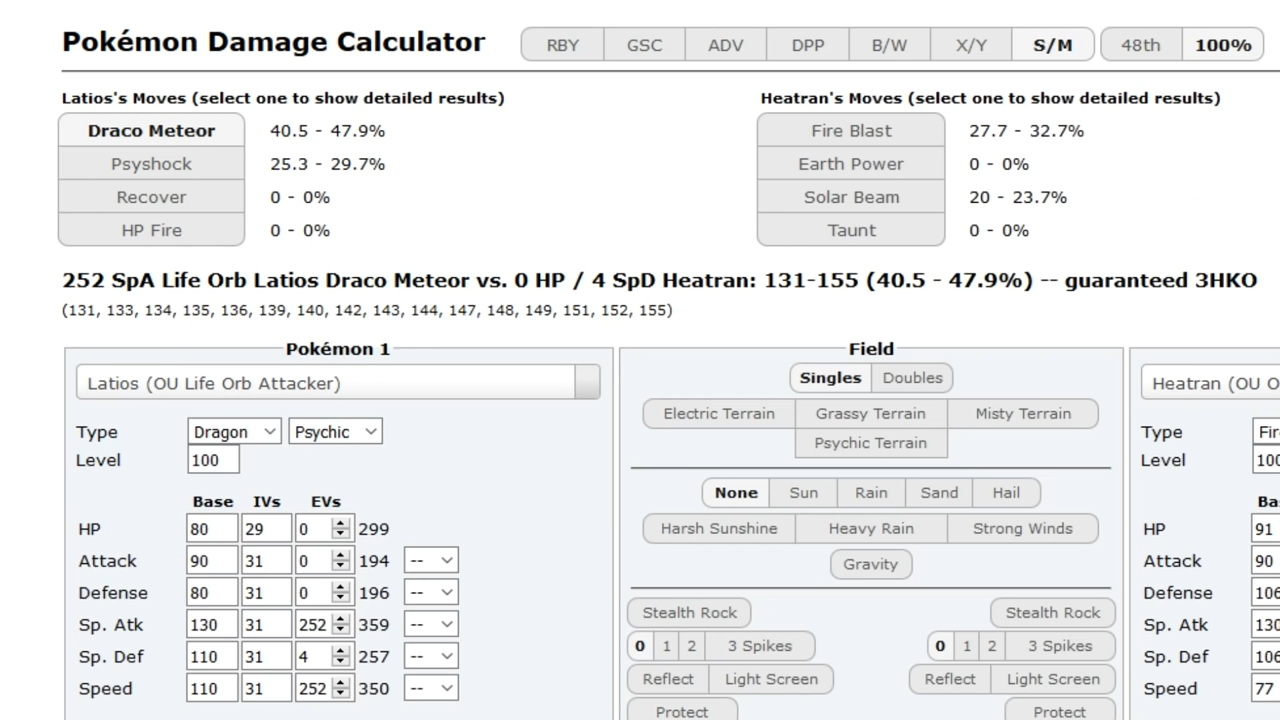 Pokémon Damage Calculator RBY GSC ADV DPP B/W X/Y S/M 48th 100%
Latios's Moves (select one to show detailed results) Heatran's Moves (select one to show detailed results)
Draco Meteor 40.5 - 47.9% Fire Blast 27.7 - 32.7%
Psyshock 25.3 - 29.7% Earth Power 0 - 0%
Recover 0 - 0% Solar Beam 20 - 23.7%
HP Fire 0 - 0% Taunt 0 - 0%
252 SpA Life Orb Latios Draco Meteor vs. 0 HP / 4 SpD Heatran: 131-155 (40.5 - 47.9%) -- guaranteed 3HKO
(131, 133, 134, 135, 136, 139, 140, 142, 143, 144, 147, 148, 149, 151, 152, 155)
Pokémon 1
Latios (OU Life Orb Attacker)
Type Dragon Psychic
Level 100
Base IVs EVs
HP 80 29 0 299
Attack 90 31 0 194 --
Defense 80 31 0 196 --
Sp. Atk 130 31 252 359 --
Sp. Def 110 31 4 257 --
Speed 110 31 252 350 --
Field
Singles Doubles
Electric Terrain Grassy Terrain Misty Terrain
Psychic Terrain
None Sun Rain Sand Hail
Harsh Sunshine Heavy Rain Strong Winds
Gravity
Stealth Rock Stealth Rock
0 1 2 3 Spikes 0 1 2 3 Spikes
Reflect Light Screen Reflect Light Screen
Protect Protect
Heatran (OU O
Type Fir
Level 100
Ba
HP 91
Attack 90
Defense 106
Sp. Atk 130
Sp. Def 106
Speed 77